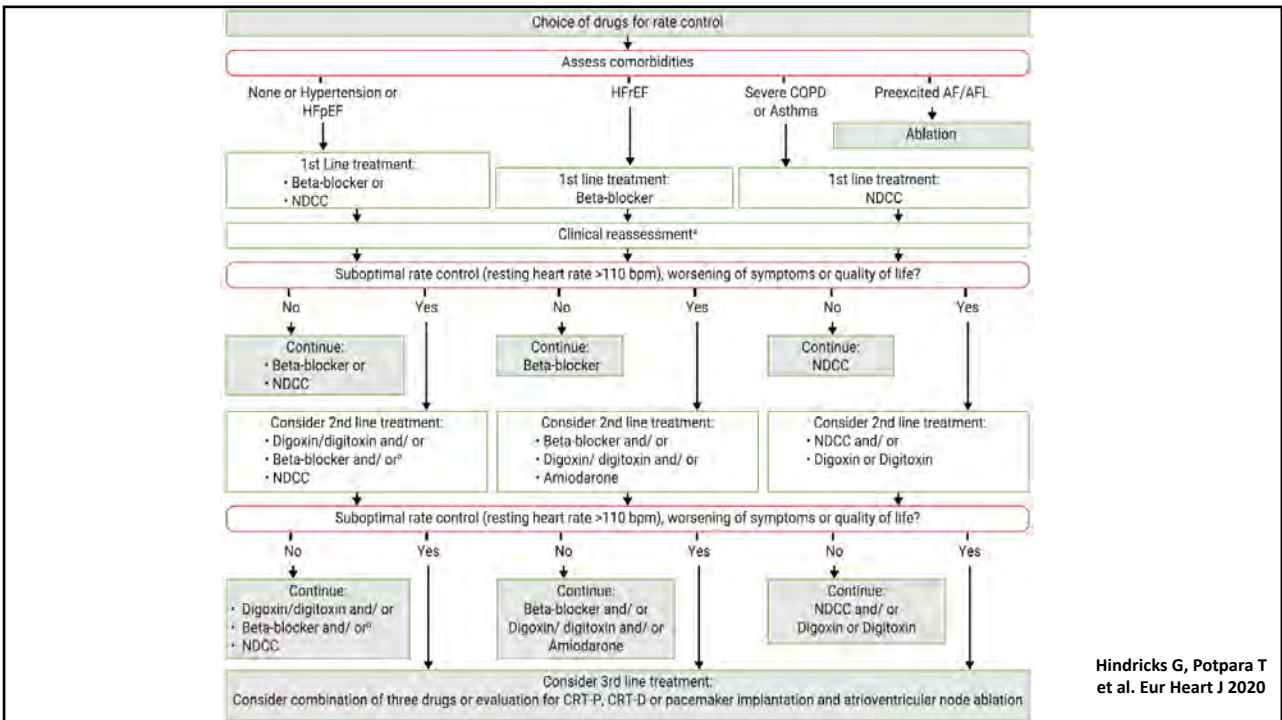 Choice of drugs for rate control
Assess comorbidities
None or Hypertension or
HFpEF
HFrEF
Severe COPD
or Asthma
Preexcited AF/AFL
Ablation
1st Line treatment:
• Beta-blocker or
• NDCC
1st line treatment:
Beta-blocker
1st line treatment:
NDCC
Clinical reassessmentᵃ
Suboptimal rate control (resting heart rate >110 bpm), worsening of symptoms or quality of life?
No
Yes
No
Yes
No
Yes
Continue:
• Beta-blocker or
• NDCC
Continue:
Beta-blocker
Continue:
NDCC
Consider 2nd line treatment:
• Digoxin/digitoxin and/ or
• Beta-blocker and/ or
• NDCC
Consider 2nd line treatment:
• Beta-blocker and/ or
• Digoxin/ digitoxin and/ or
• Amiodarone
Consider 2nd line treatment:
• NDCC and/ or
• Digoxin or Digitoxin
Suboptimal rate control (resting heart rate >110 bpm), worsening of symptoms or quality of life?
No
Yes
No
Yes
No
Yes
Continue:
• Digoxin/digitoxin and/ or
• Beta-blocker and/ or
• NDCC
Continue:
Beta-blocker and/ or
Digoxin/ digitoxin and/ or
Amiodarone
Continue:
NDCC and/ or
Digoxin or Digitoxin
Consider 3rd line treatment:
Consider combination of three drugs or evaluation for CRT-P, CRT-D or pacemaker implantation and atrioventricular node ablation
Hindricks G, Potpara T
et al. Eur Heart J 2020